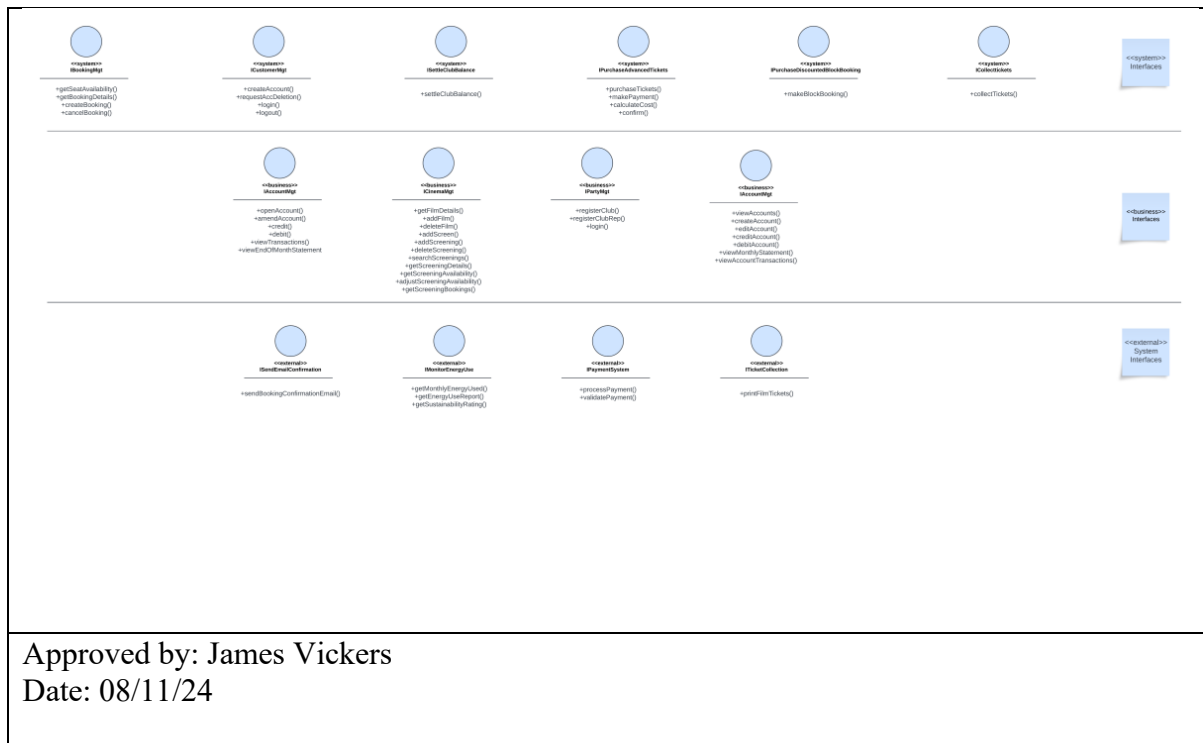 <<system>>
IBookingMgt
+getSeatAvailability()
+getBookingDetails()
+createBooking()
+cancelBooking()
<<system>>
ICustomerMgt
+createAccount()
+requestAccDeletion()
+login()
+logout()
<<system>>
ISettleClubBalance
+settleClubBalance()
<<system>>
IPurchaseAdvancedTickets
+purchaseTickets()
+makePayment()
+calculateCost()
+confirm()
<<system>>
IPurchaseDiscountedBlockBooking
+makeBlockBooking()
<<system>>
ICollecttickets
+collectTickets()
<<system>>
Interfaces
<<business>>
IAccountMgt
+openAccount()
+amendAccount()
+credit()
+debit()
+viewTransactions()
+viewEndOfMonthStatement
<<business>>
ICinemaMgt
+getFilmDetails()
+addFilm()
+deleteFilm()
+addScreen()
+addScreening()
+deleteScreening()
+searchScreenings()
+getScreeningDetails()
+getScreeningAvailability()
+adjustScreeningAvailability()
+getScreeningBookings()
<<business>>
IPartyMgt
+registerClub()
+registerClubRep()
+login()
<<business>>
IAccountMgt
+viewAccounts()
+createAccount()
+editAccount()
+creditAccount()
+debitAccount()
+viewMonthlyStatement()
+viewAccountTransactions()
<<business>>
Interfaces
<<external>>
ISendEmailConfirmation
+sendBookingConfirmationEmail()
<<external>>
IMonitorEnergyUse
+getMonthlyEnergyUsed()
+getEnergyUseReport()
+getSustainabilityRating()
<<external>>
IPaymentSystem
+processPayment()
+validatePayment()
<<external>>
ITicketCollection
+printFilmTickets()
<<external>>
System
Interfaces
Approved by: James Vickers
Date: 08/11/24